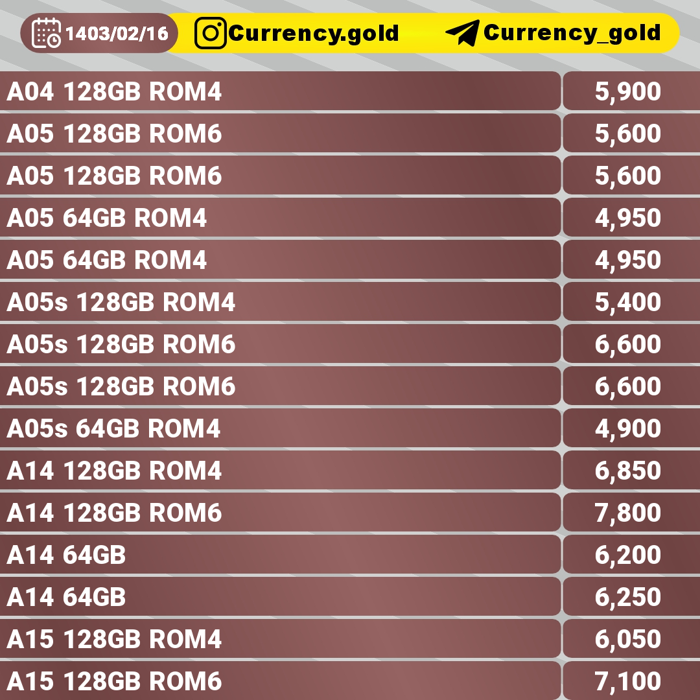 1403/02/16 Currency.gold Currency_gold
A04 128GB ROM4 5,900
A05 128GB ROM6 5,600
A05 128GB ROM6 5,600
A05 64GB ROM4 4,950
A05 64GB ROM4 4,950
A05s 128GB ROM4 5,400
A05s 128GB ROM6 6,600
A05s 128GB ROM6 6,600
A05s 64GB ROM4 4,900
A14 128GB ROM4 6,850
A14 128GB ROM6 7,800
A14 64GB 6,200
A14 64GB 6,250
A15 128GB ROM4 6,050
A15 128GB ROM6 7,100